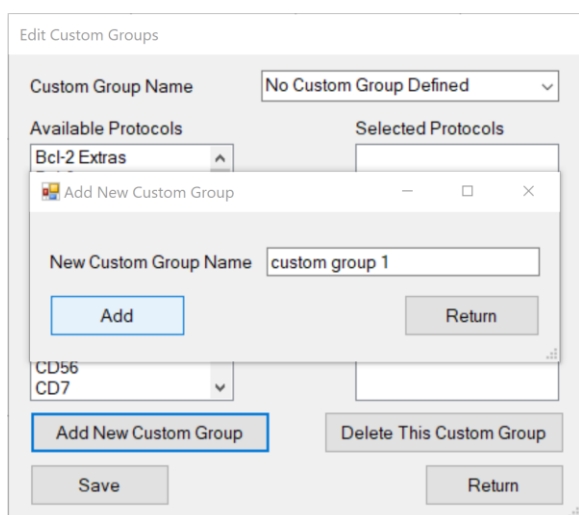 Edit Custom Groups
Custom Group Name No Custom Group Defined
Available Protocols Selected Protocols
Bcl-2 Extras
Add New Custom Group
New Custom Group Name custom group 1
Add Return
CD56
CD7
Add New Custom Group Delete This Custom Group
Save Return